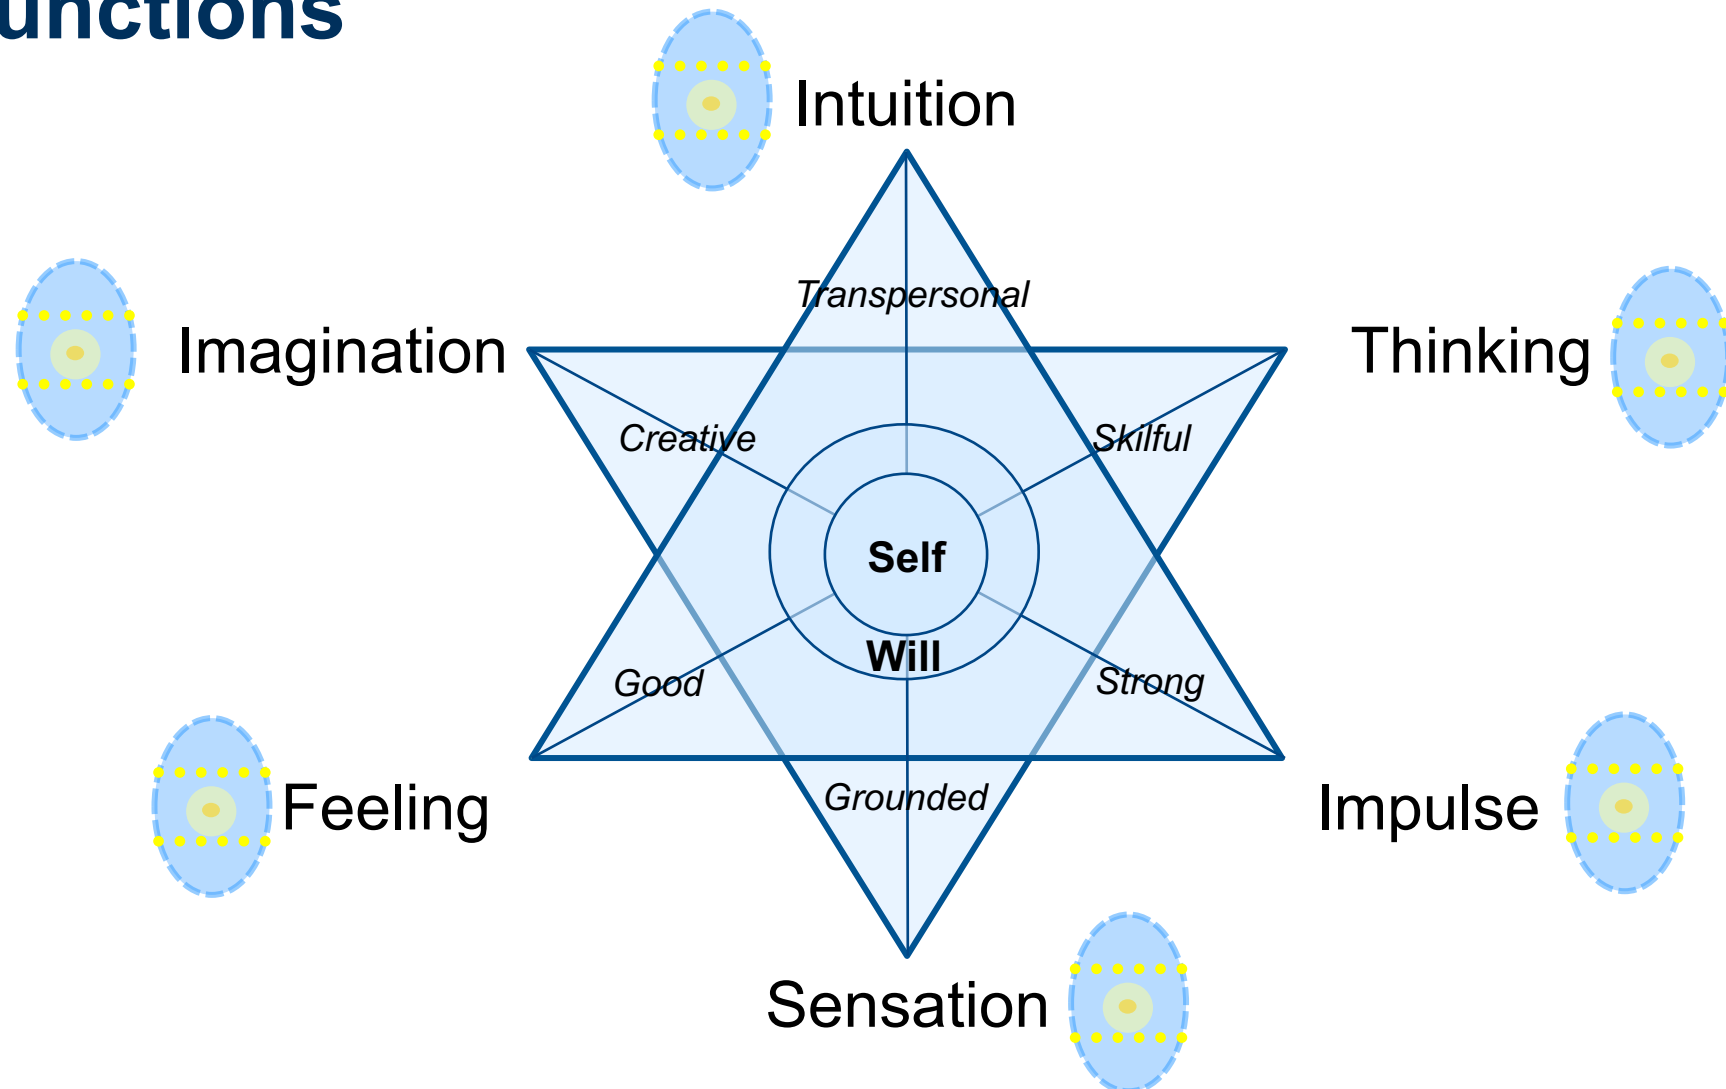 unctions
Intuition
Transpersonal
Imagination
Thinking
Creative
Skilful
Self
Will
Good
Strong
Grounded
Feeling
Impulse
Sensation